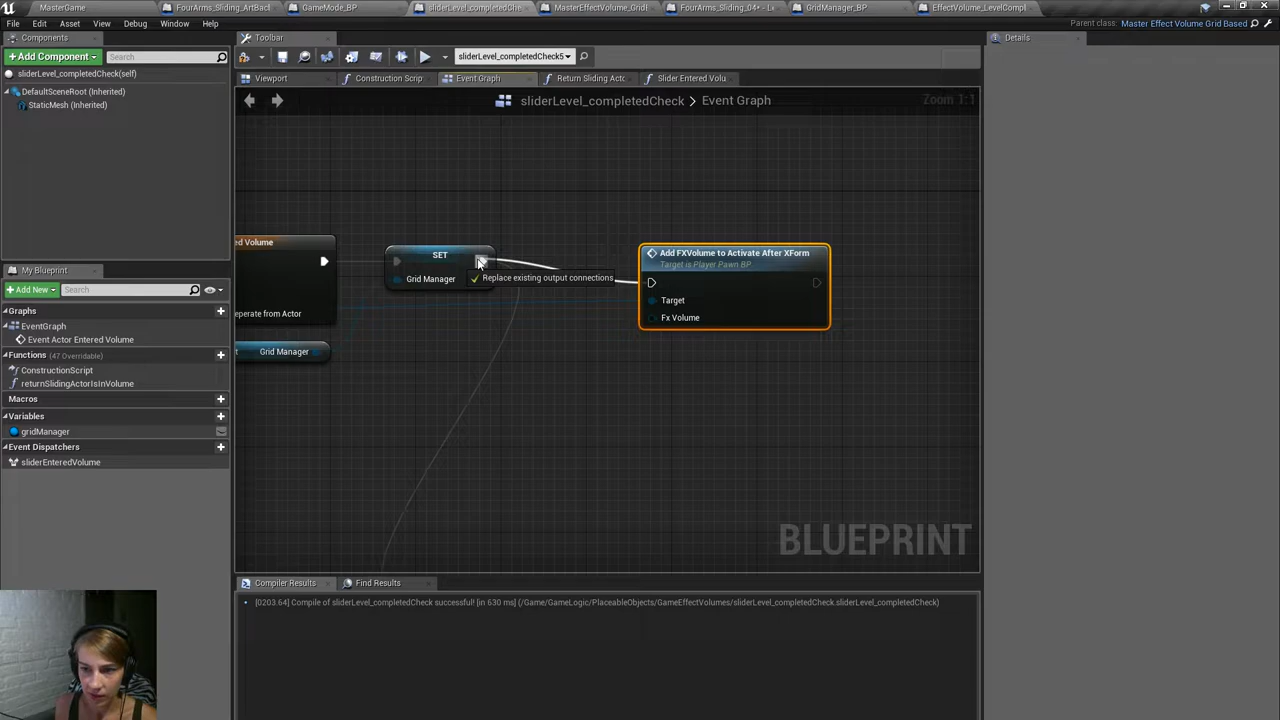 MasterGame
FourArms_Sliding_ArtBacl
GameMode_BP
sliderLevel_completedChe
MasterEffectVolume_GridI
FourArms_Sliding_04* - L
GridManager_BP
EffectVolume_LevelCompl
File Edit Asset View Debug Window Help
Parent class: Master Effect Volume Grid Based
Components
Toolbar
Details
+Add Component
Search
sliderLevel_completedCheck5
sliderLevel_completedCheck(self)
Viewport
Construction Scrip
Event Graph
Return Sliding Acto
Slider Entered Volu
DefaultSceneRoot (Inherited)
StaticMesh (Inherited)
sliderLevel_completedCheck > Event Graph
Zoom 1:1
ed Volume
SET
Grid Manager
Add FXVolume to Activate After XForm
Target is Player Pawn BP
Replace existing output connections
Target
Fx Volume
eperate from Actor
t
Grid Manager
My Blueprint
+Add New
Search
Graphs
EventGraph
Event Actor Entered Volume
Functions (47 Overridable)
ConstructionScript
returnSlidingActorIsInVolume
Macros
Variables
gridManager
Event Dispatchers
sliderEnteredVolume
BLUEPRINT
Compiler Results
Find Results
[0203.64] Compile of sliderLevel_completedCheck successful! [in 630 ms] (/Game/GameLogic/PlaceableObjects/GameEffectVolumes/sliderLevel_completedCheck.sliderLevel_completedCheck)